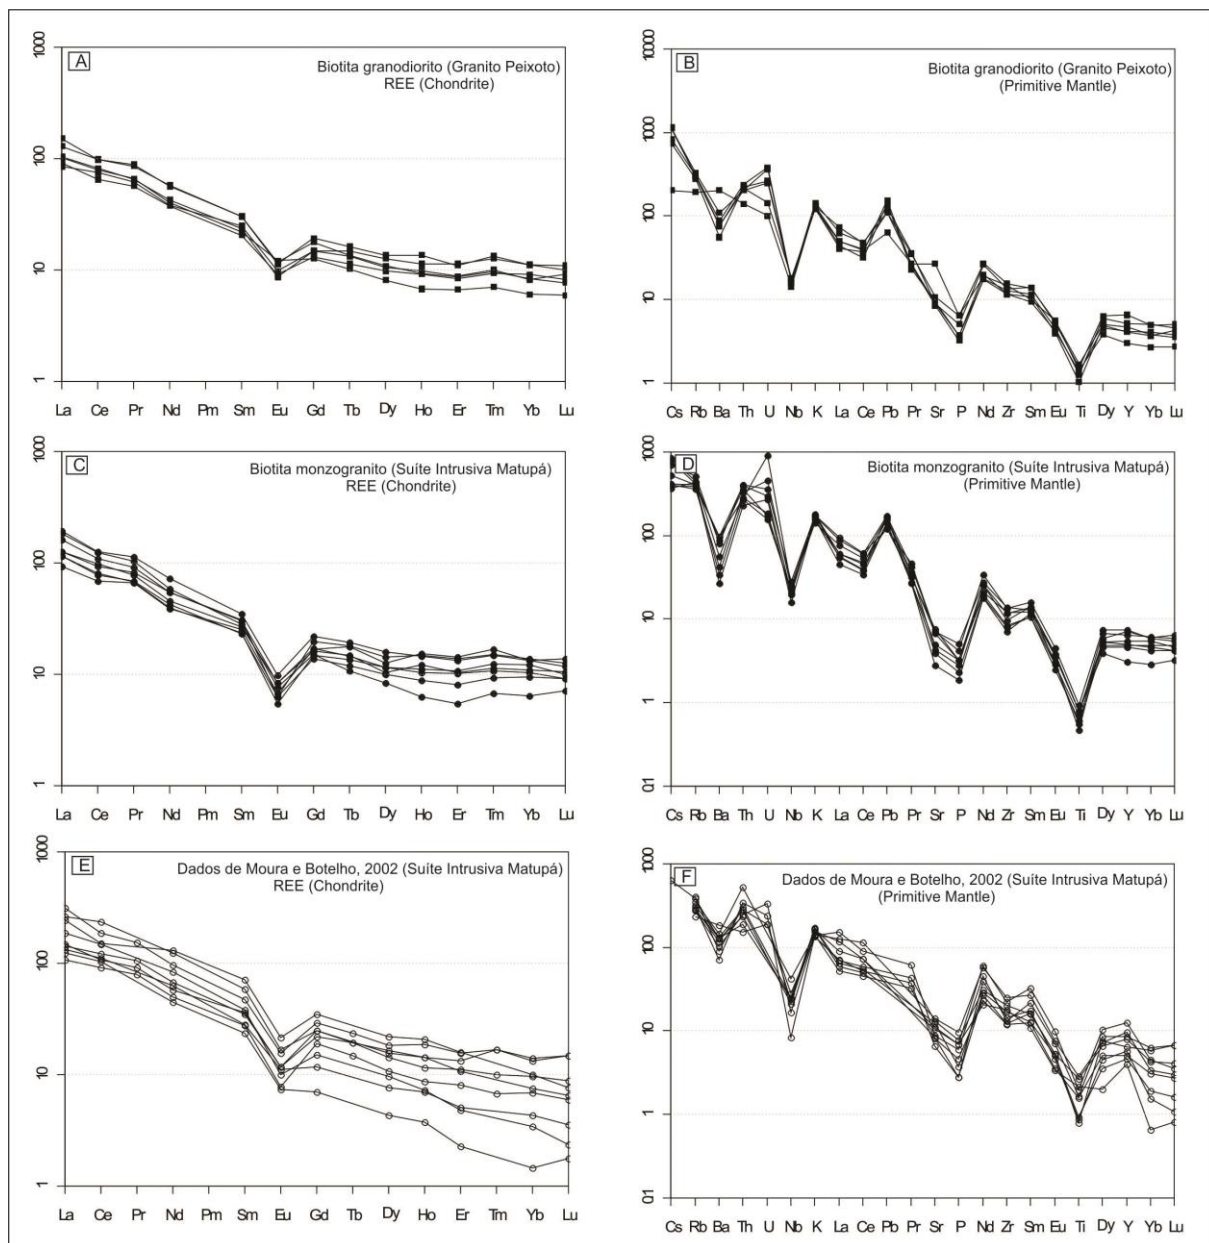 A
Biotita granodiorito (Granito Peixoto)
REE (Chondrite)
1000
100
10
1
La Ce Pr Nd Pm Sm Eu Gd Tb Dy Ho Er Tm Yb Lu
B
Biotita granodiorito (Granito Peixoto)
(Primitive Mantle)
10000
1000
100
10
1
Cs Rb Ba Th U Nb K La Ce Pb Pr Sr P Nd Zr Sm Eu Ti Dy Y Yb Lu
C
Biotita monzogranito (Suíte Intrusiva Matupá)
REE (Chondrite)
1000
100
10
1
La Ce Pr Nd Pm Sm Eu Gd Tb Dy Ho Er Tm Yb Lu
D
Biotita monzogranito (Suíte Intrusiva Matupá)
(Primitive Mantle)
1000
100
10
1
01
Cs Rb Ba Th U Nb K La Ce Pb Pr Sr P Nd Zr Sm Eu Ti Dy Y Yb Lu
E
Dados de Moura e Botelho, 2002 (Suíte Intrusiva Matupá)
REE (Chondrite)
1000
100
10
1
La Ce Pr Nd Pm Sm Eu Gd Tb Dy Ho Er Tm Yb Lu
F
Dados de Moura e Botelho, 2002 (Suíte Intrusiva Matupá)
(Primitive Mantle)
1000
100
10
1
01
Cs Rb Ba Th U Nb K La Ce Pr Sr P Nd Zr Sm Eu Ti Dy Y Yb Lu